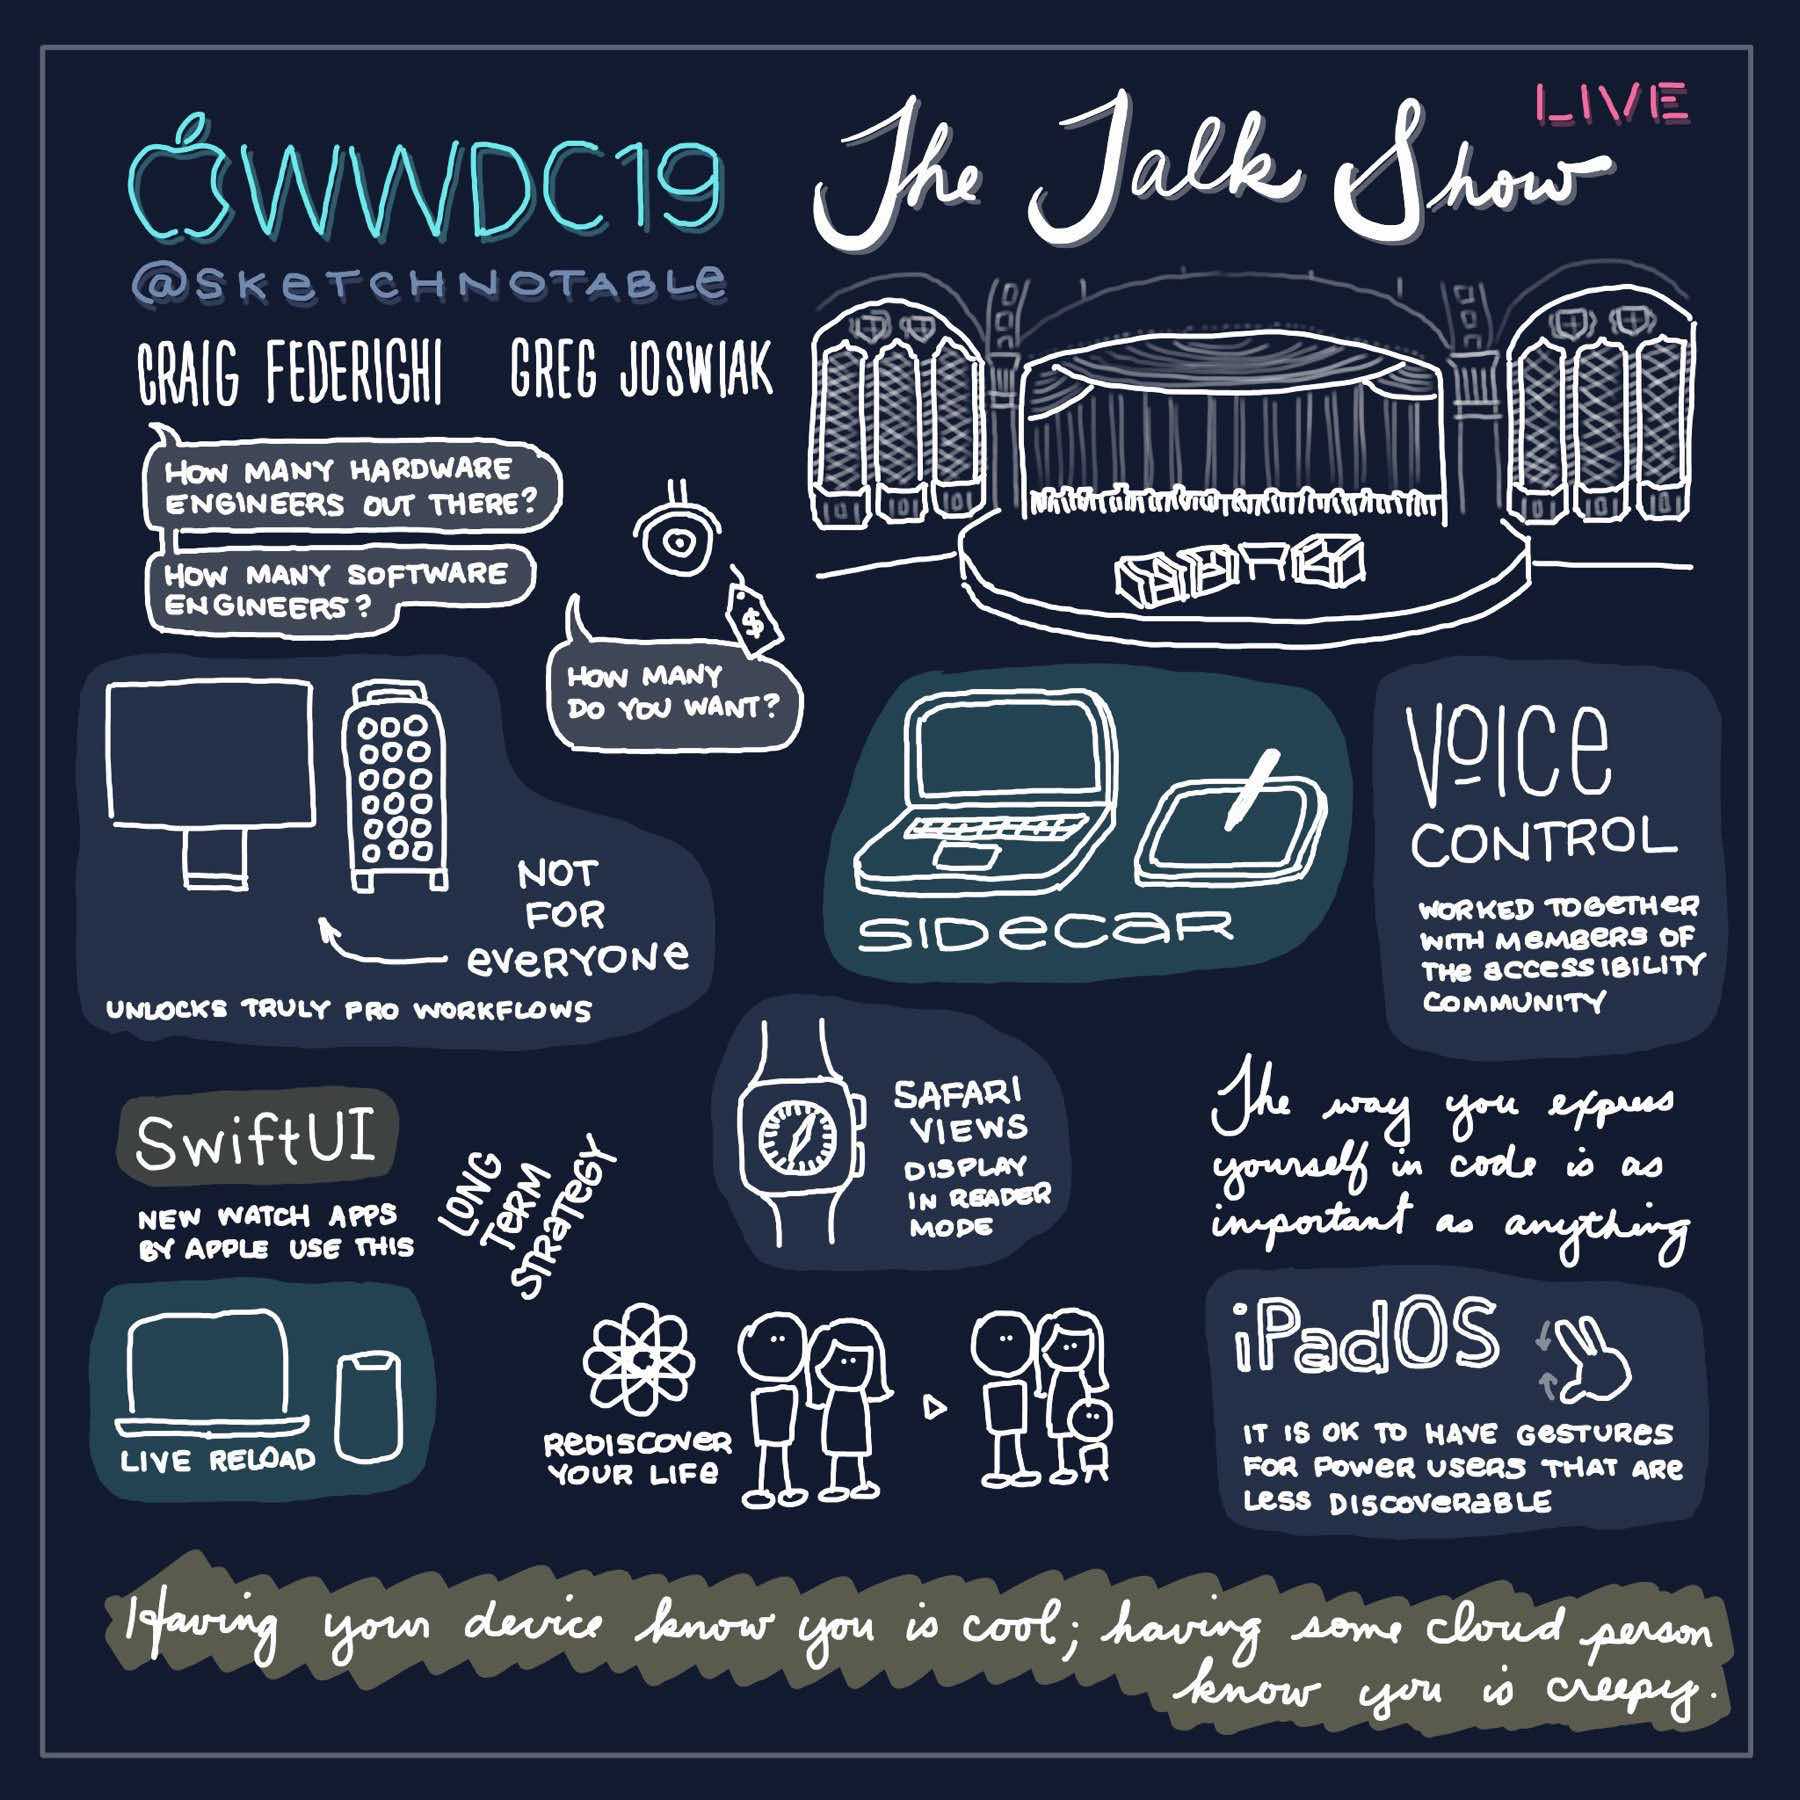 WWDC19
@SKETCHNOTABLE
The Talk Show
LIVE
CRAIG FEDERIGHI
GREG JOSWIAK
HOW MANY HARDWARE
ENGINEERS OUT THERE?
HOW MANY SOFTWARE
ENGINEERS?
$
HOW MANY
DO YOU WANT?
NOT
FOR
EVERYONE
UNLOCKS TRULY PRO WORKFLOWS
SIDECAR
VOICE
CONTROL
WORKED TOGETHER
WITH MEMBERS OF
THE ACCESSIBILITY
COMMUNITY
SwiftUI
NEW WATCH APPS
BY APPLE USE THIS
LONG
TERM
STRATEGY
SAFARI
VIEWS
DISPLAY
IN READER
MODE
The way you express
yourself in code is as
important as anything
LIVE RELOAD
REDISCOVER
YOUR LIFE
iPadOS
IT IS OK TO HAVE GESTURES
FOR POWER USERS THAT ARE
LESS DISCOVERABLE
Having your device know you is cool; having some cloud person
know you is creepy.